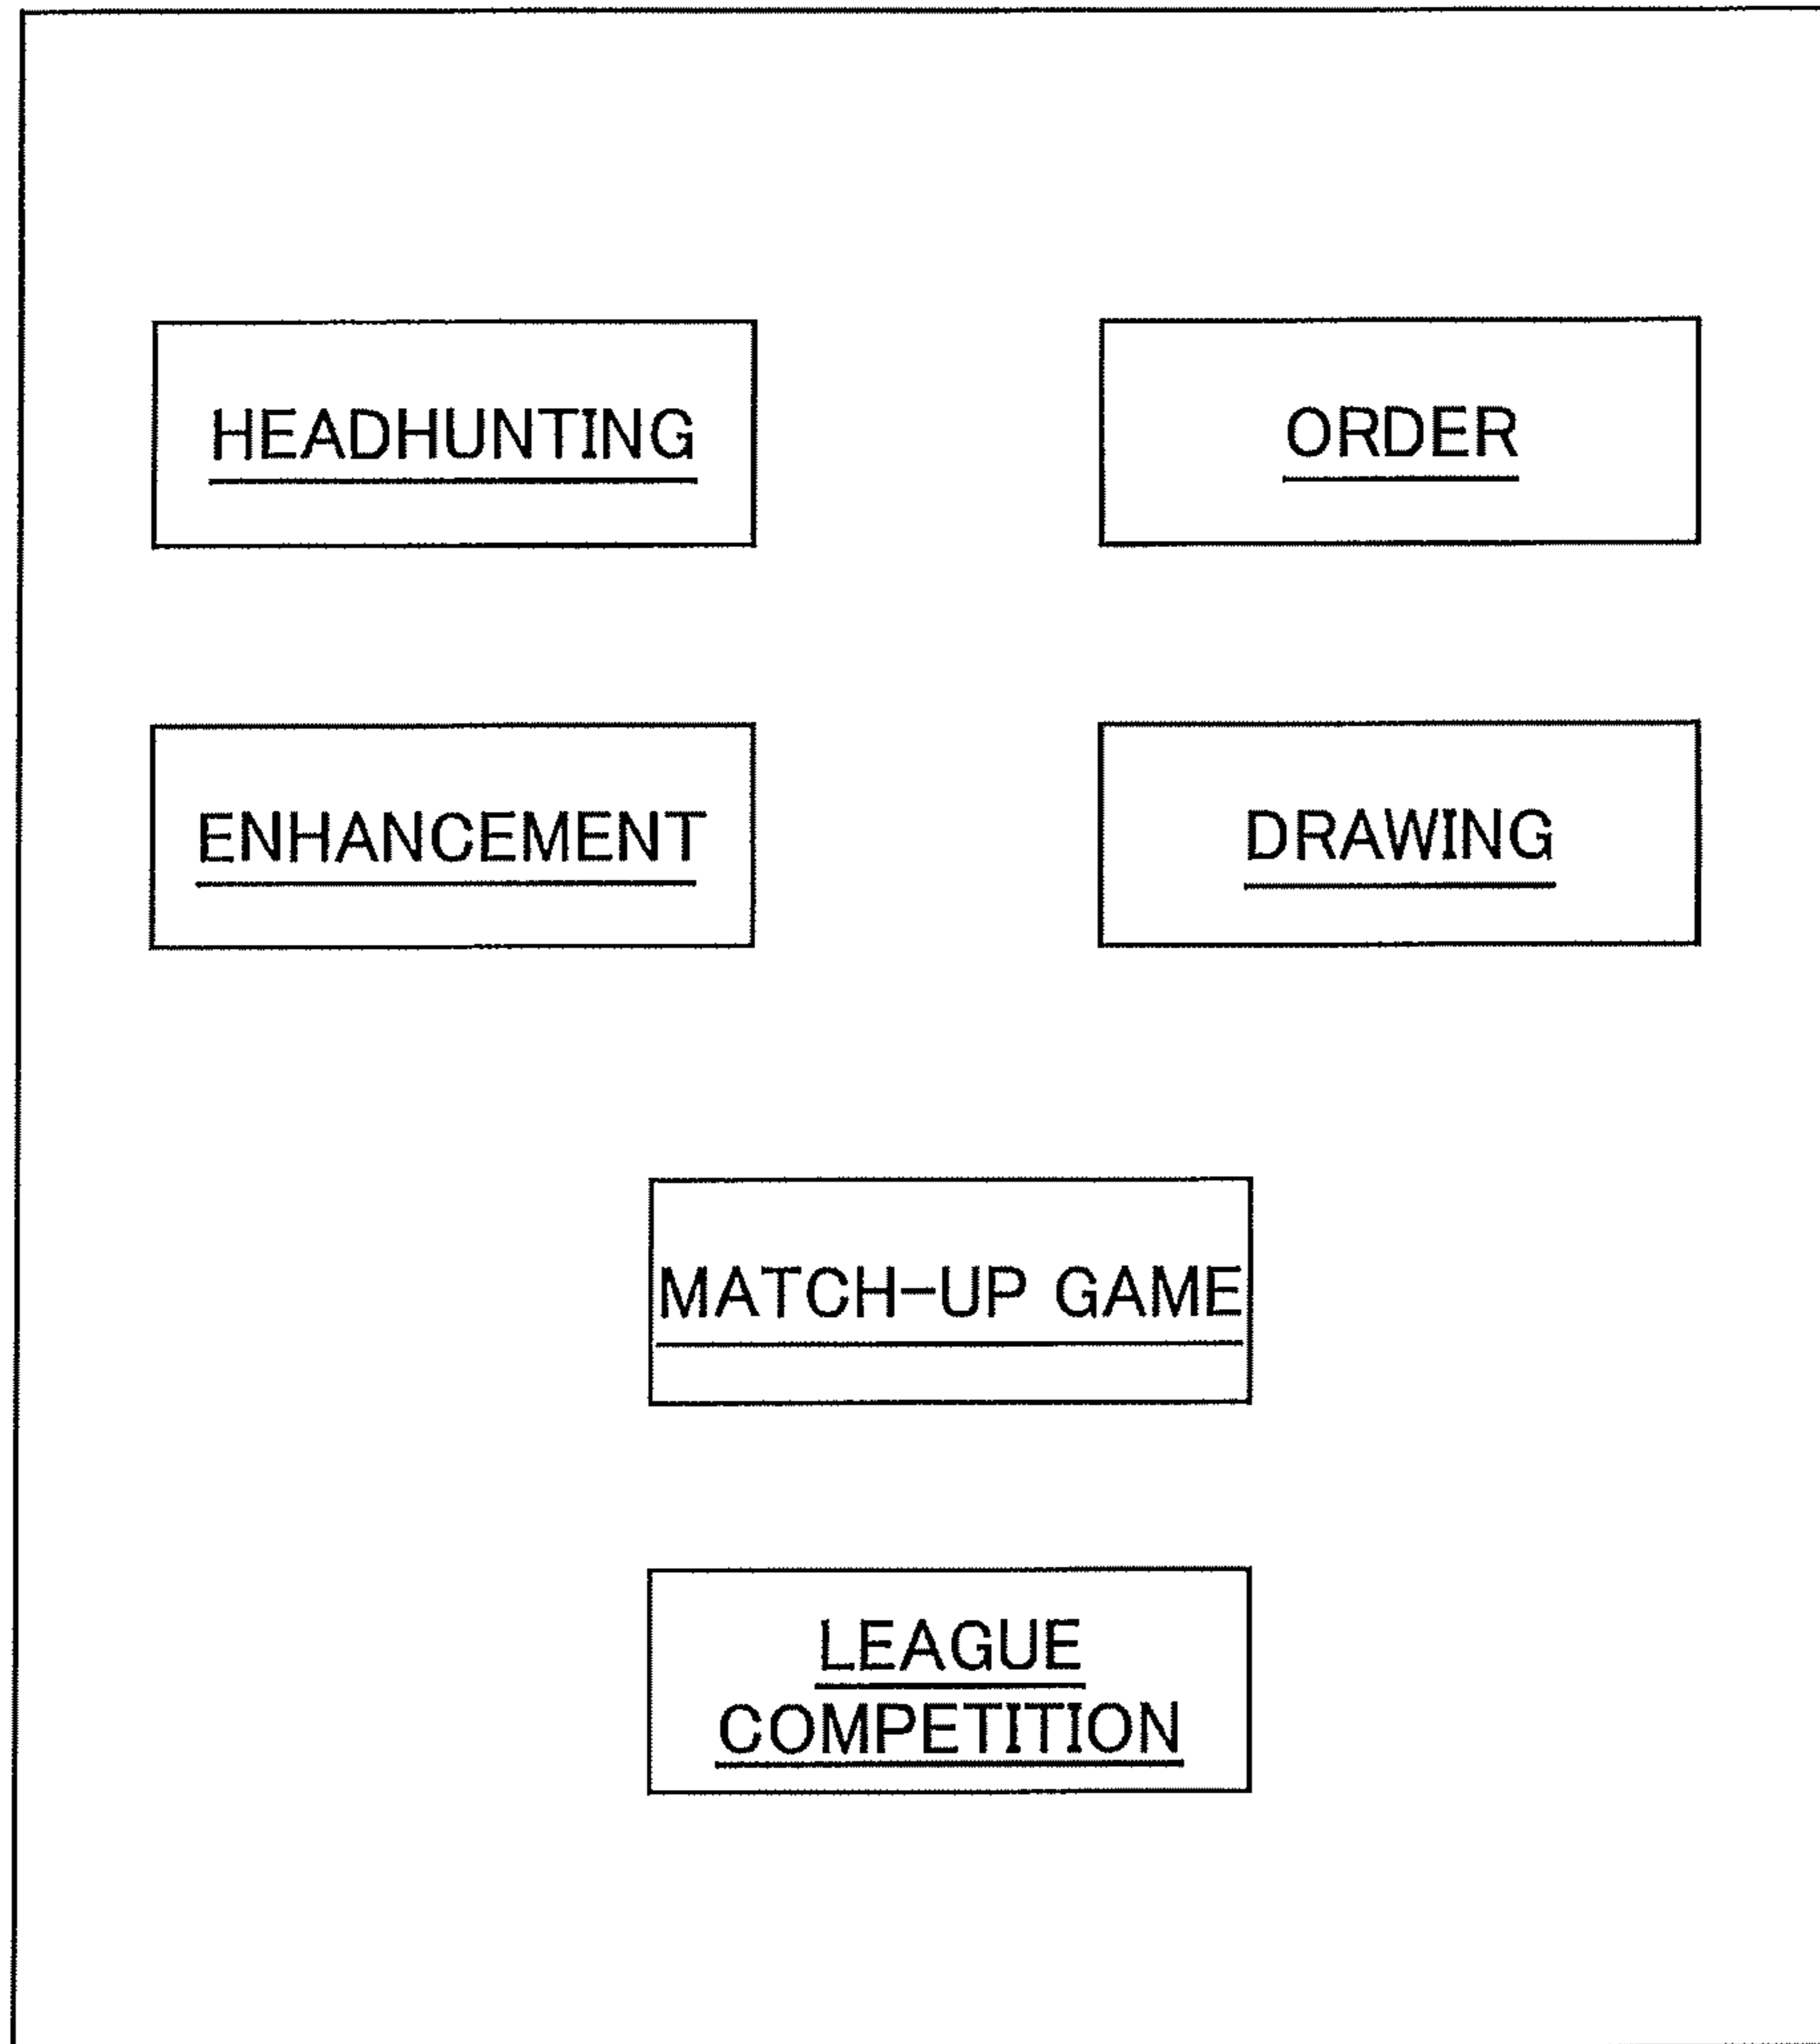 HEADHUNTING
ORDER
ENHANCEMENT
DRAWING
MATCH-UP GAME
LEAGUE
COMPETITION